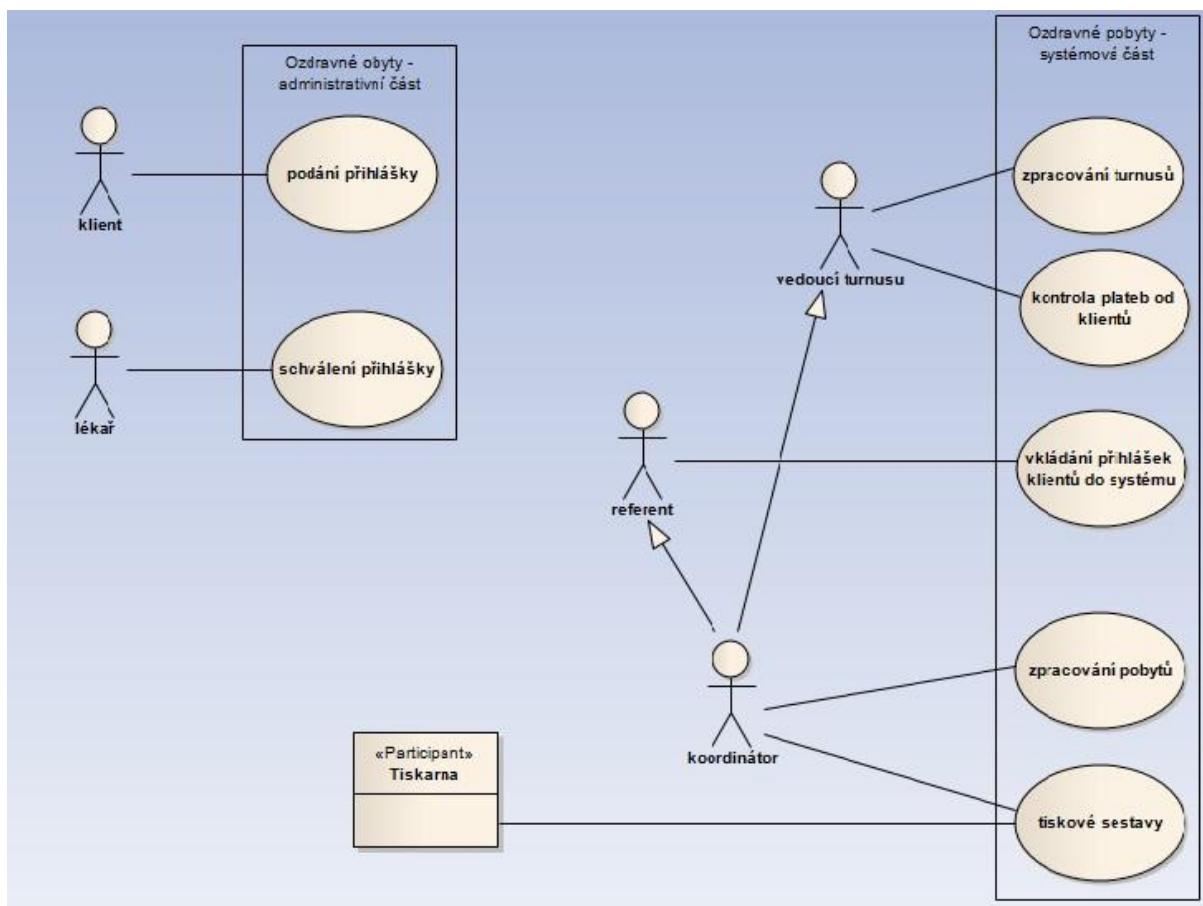 Ozdravné obyty -
administrativní část
podání přihlášky
klient
schválení přihlášky
lékař
Ozdravné pobyty -
systémová část
zpracování turnusů
vedoucí turnusu
kontrola plateb od
klientů
vkládání přihlášek
klientů do systému
referent
zpracování pobytů
koordinátor
«Participant»
Tiskarna
tiskové sestavy